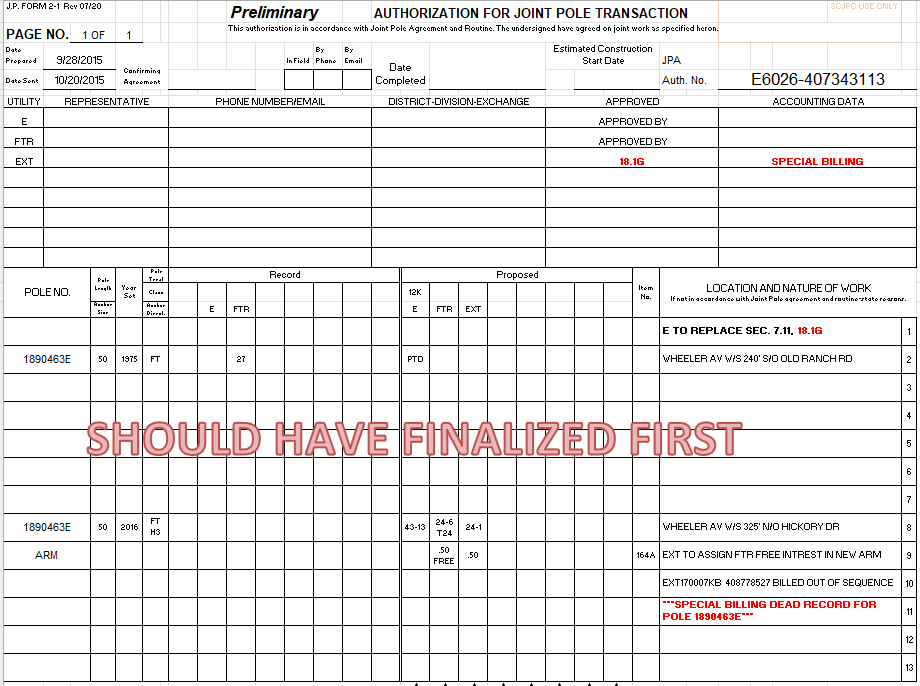 J.P. FORM 2-1 Rev 07/20
Preliminary
AUTHORIZATION FOR JOINT POLE TRANSACTION
SCJPC USE ONLY
This authorization is in accordance with Joint Pole Agreement and Routine. The undersigned have agreed on joint work as specified heron.
PAGE NO. 1 OF 1
Date Prepared 9/28/2015
Date Sent 10/20/2015
Confirming Agreement
In Field By Phone By Email
Date Completed
Estimated Construction Start Date
JPA Auth. No. E6026-407343113
UTILITY REPRESENTATIVE PHONE NUMBER/EMAIL DISTRICT-DIVISION-EXCHANGE APPROVED ACCOUNTING DATA
E APPROVED BY
FTR APPROVED BY
EXT 18.1G SPECIAL BILLING
POLE NO. Pole Length Anchor Size Year Set Pole Treat Class Anchor Direct. Record Proposed Item No. LOCATION AND NATURE OF WORK
If not in accordance with Joint Pole agreement and routine state reasons.
12K
E FTR E FTR EXT
E TO REPLACE SEC. 7.11, 18.1G 1
1890463E 50 1975 FT 27 PTD WHEELER AV W/S 240' S/O OLD RANCH RD 2
3
4
SHOULD HAVE FINALIZED FIRST
5
6
7
1890463E 50 2016 FT H3 43-13 24-6 T24 24-1 WHEELER AV W/S 325' N/O HICKORY DR 8
ARM .50 FREE .50 164A EXT TO ASSIGN FTR FREE INTREST IN NEW ARM 9
EXT170007KB 408778527 BILLED OUT OF SEQUENCE 10
***SPECIAL BILLING DEAD RECORD FOR
POLE 1890463E*** 11
12
13